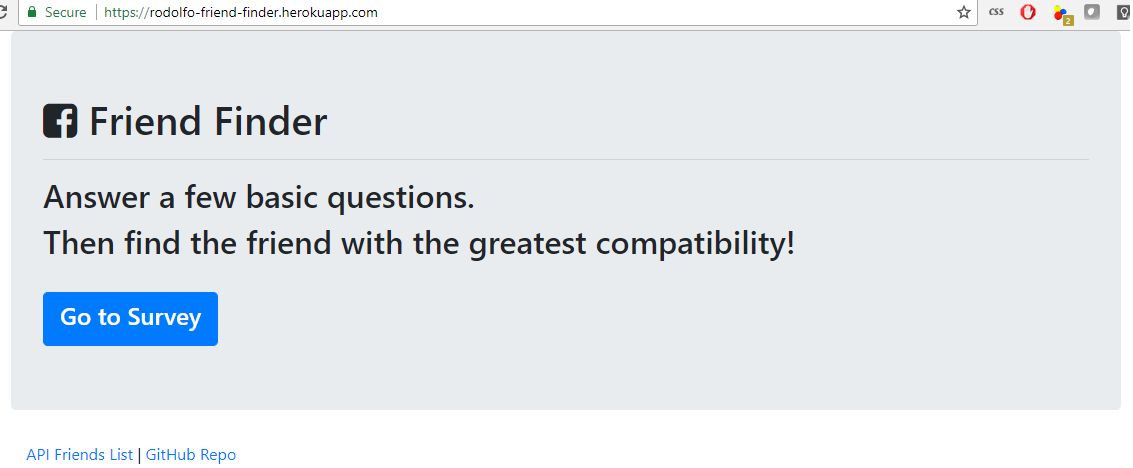 Secure https://rodolfo-friend-finder.herokuapp.com
css
2
Friend Finder
Answer a few basic questions.
Then find the friend with the greatest compatibility!
Go to Survey
API Friends List | GitHub Repo